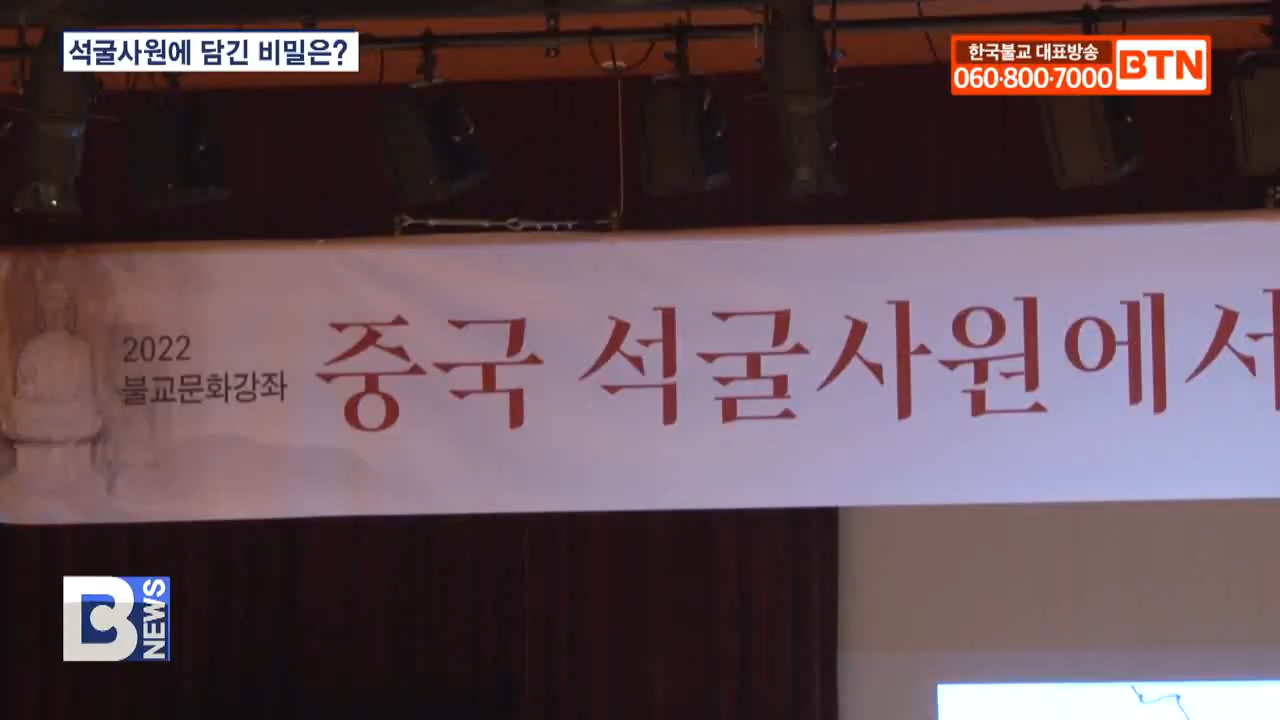 석굴사원에 담긴 비밀은?
한국불교 대표방송
060·800·7000
BTN
2022
불교문화강좌
중국 석굴사원에서
B NEWS